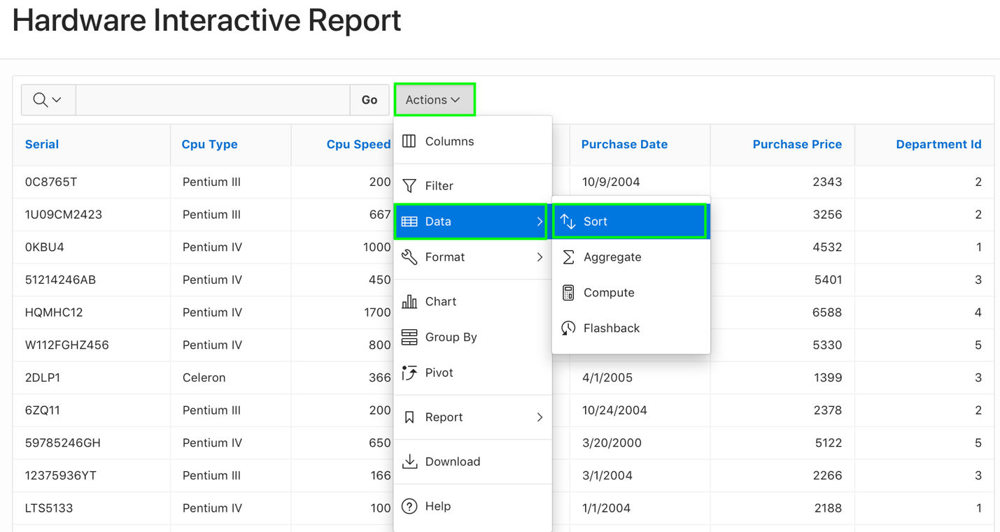 Hardware Interactive Report
Go Actions
Serial Cpu Type Cpu Speed Purchase Date Purchase Price Department Id
Columns
0C8765T Pentium III 200 10/9/2004 2343 2
Filter
1U09CM2423 Pentium III 667 3256 2
Data Sort
0KBU4 Pentium IV 1000 4532 1
Format Aggregate
51214246AB Pentium IV 450 5401 3
Compute
Chart
HQMHC12 Pentium IV 1700 6588 4
Flashback
Group By
W112FGHZ456 Pentium IV 800 5330 5
Pivot
2DLP1 Celeron 366 4/1/2005 1399 3
6ZQ11 Pentium III 200 10/24/2004 2378 2
Report
59785246GH Pentium IV 650 3/20/2000 5122 5
Download
12375936YT Pentium III 166 3/1/2004 2266 3
Help
LTS5133 Pentium IV 100 1/1/2004 2188 1